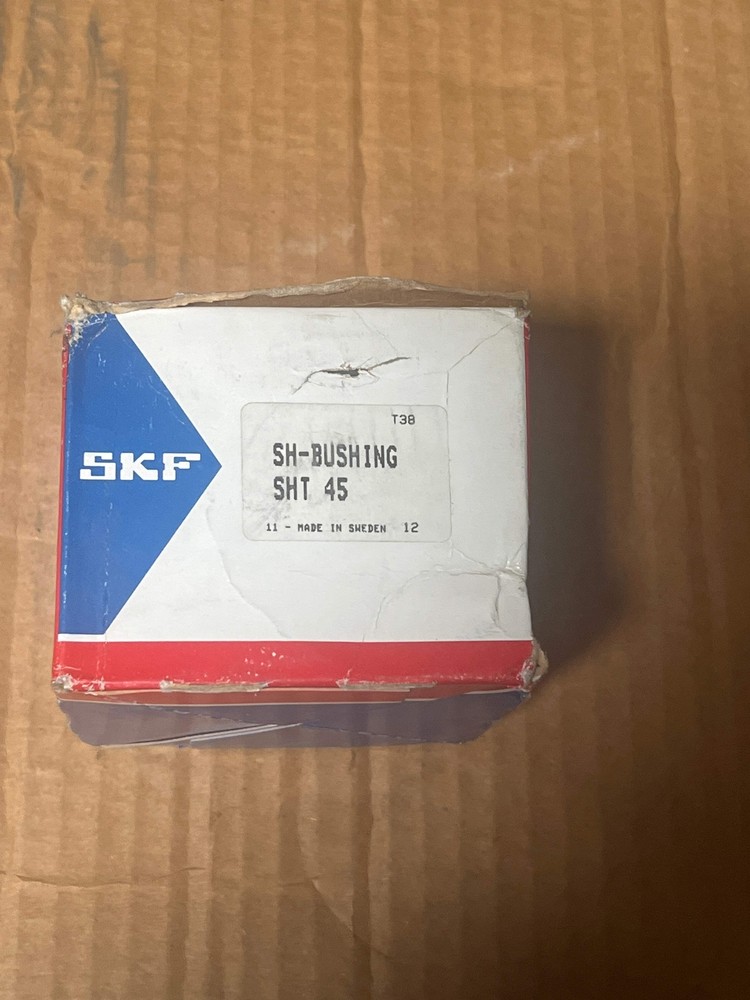 SKF
T38
SH-BUSHING
SHT 45
11 - MADE IN SWEDEN 12